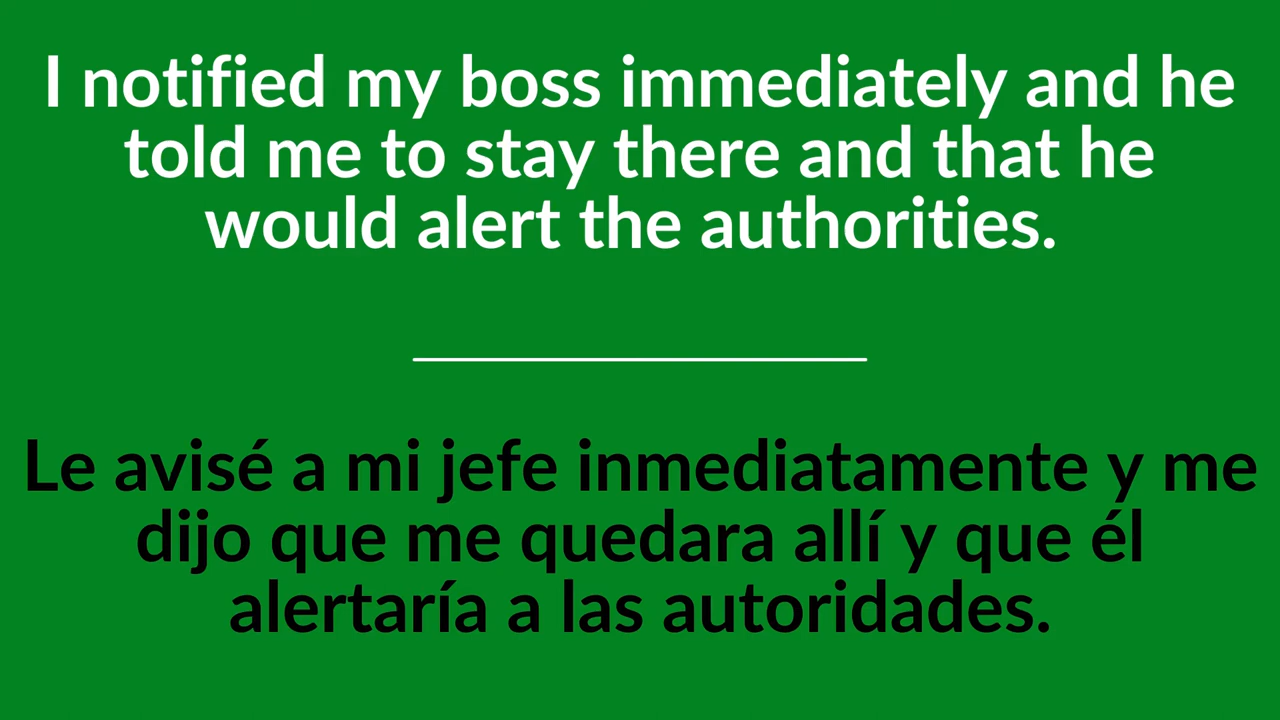 I notified my boss immediately and he
told me to stay there and that he
would alert the authorities.
Le avisé a mi jefe inmediatamente y me
dijo que me quedara allí y que él
alertaría a las autoridades.